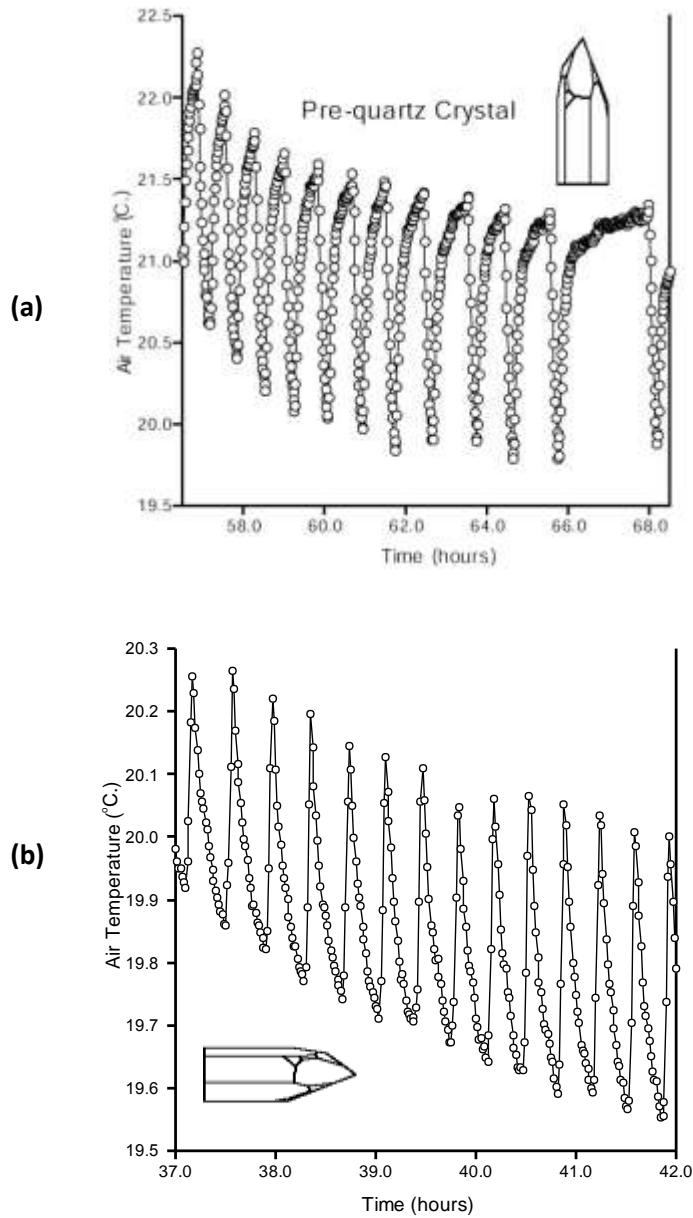 (a)
22.5
22.0
21.5
21.0
20.5
20.0
19.5
Air Temperature (°C.)
Pre-quartz Crystal
58.0 60.0 62.0 64.0 66.0 68.0
Time (hours)
(b)
20.3
20.2
20.1
20.0
19.9
19.8
19.7
19.6
19.5
Air Temperature (°C.)
37.0 38.0 39.0 40.0 41.0 42.0
Time (hours)